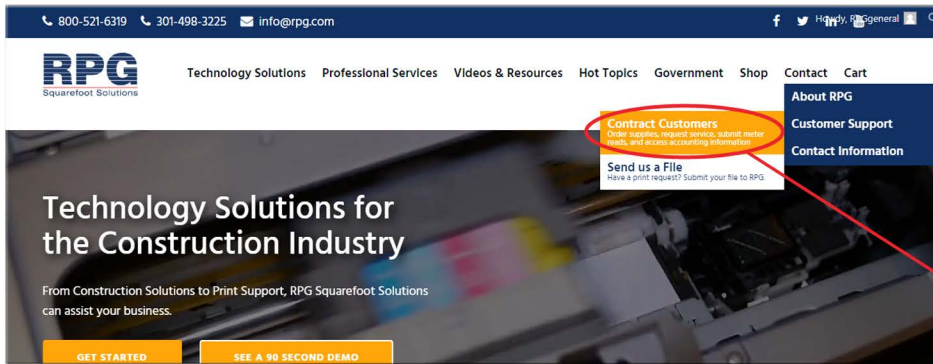 800-521-6319 301-498-3225 info@rpg.com
RPG
Squarefoot Solutions
Technology Solutions Professional Services Videos & Resources Hot Topics Government Shop Contact Cart
About RPG
Customer Support
Contact Information
Contract Customers
Order supplies, request service, submit meter
reads, and access accounting information
Send us a File
Have a print request? Submit your file to RPG.
Technology Solutions for
the Construction Industry
From Construction Solutions to Print Support, RPG Squarefoot Solutions
can assist your business.
GET STARTED SEE A 90 SECOND DEMO